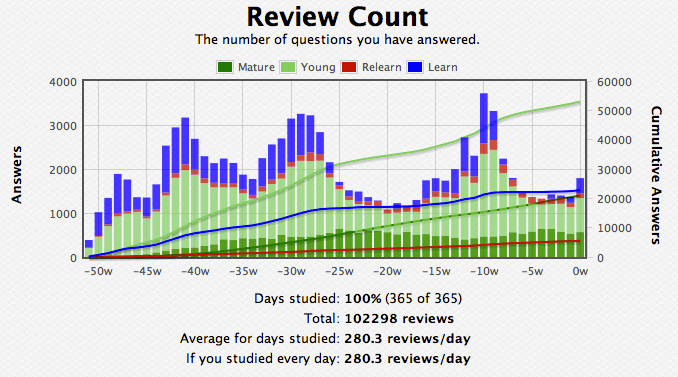 Review Count
The number of questions you have answered.
Mature Young Relearn Learn
4000 60000
3000 50000
40000
2000 30000
20000
1000 10000
0 0
Answers
Cumulative Answers
-50w -45w -40w -35w -30w -25w -20w -15w -10w -5w 0w
Days studied: 100% (365 of 365)
Total: 102298 reviews
Average for days studied: 280.3 reviews/day
If you studied every day: 280.3 reviews/day